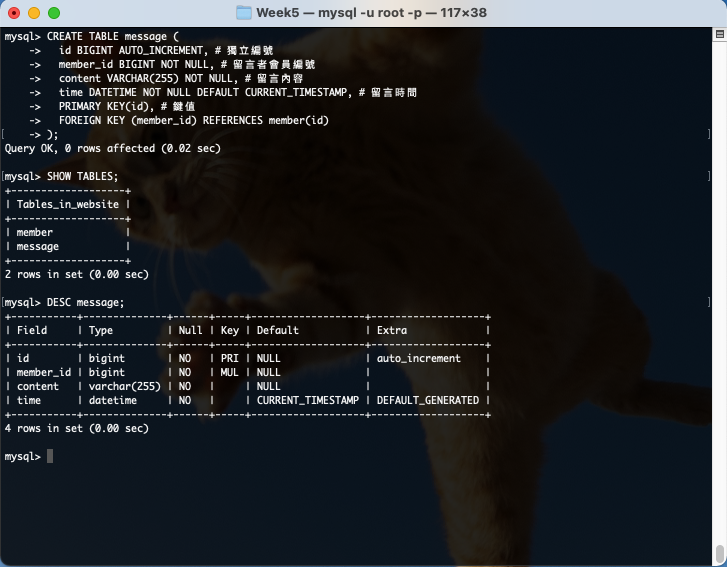 Week5 — mysql -u root -p — 117×38
mysql> CREATE TABLE message (
    ->   id BIGINT AUTO_INCREMENT, # 獨立編號
    ->   member_id BIGINT NOT NULL, # 留言者會員編號
    ->   content VARCHAR(255) NOT NULL, # 留言內容
    ->   time DATETIME NOT NULL DEFAULT CURRENT_TIMESTAMP, # 留言時間
    ->   PRIMARY KEY(id), # 鍵值
    ->   FOREIGN KEY (member_id) REFERENCES member(id)
[    -> ); ]
Query OK, 0 rows affected (0.02 sec)
[mysql> SHOW TABLES; ]
+-------------------+
| Tables_in_website |
+-------------------+
| member            |
| message           |
+-------------------+
2 rows in set (0.00 sec)
[mysql> DESC message; ]
+-----------+--------------+------+-----+-------------------+-------------------+
| Field     | Type         | Null | Key | Default           | Extra             |
+-----------+--------------+------+-----+-------------------+-------------------+
| id        | bigint       | NO   | PRI | NULL              | auto_increment    |
| member_id | bigint       | NO   | MUL | NULL              |                   |
| content   | varchar(255) | NO   |     | NULL              |                   |
| time      | datetime     | NO   |     | CURRENT_TIMESTAMP | DEFAULT_GENERATED |
+-----------+--------------+------+-----+-------------------+-------------------+
4 rows in set (0.00 sec)
mysql>